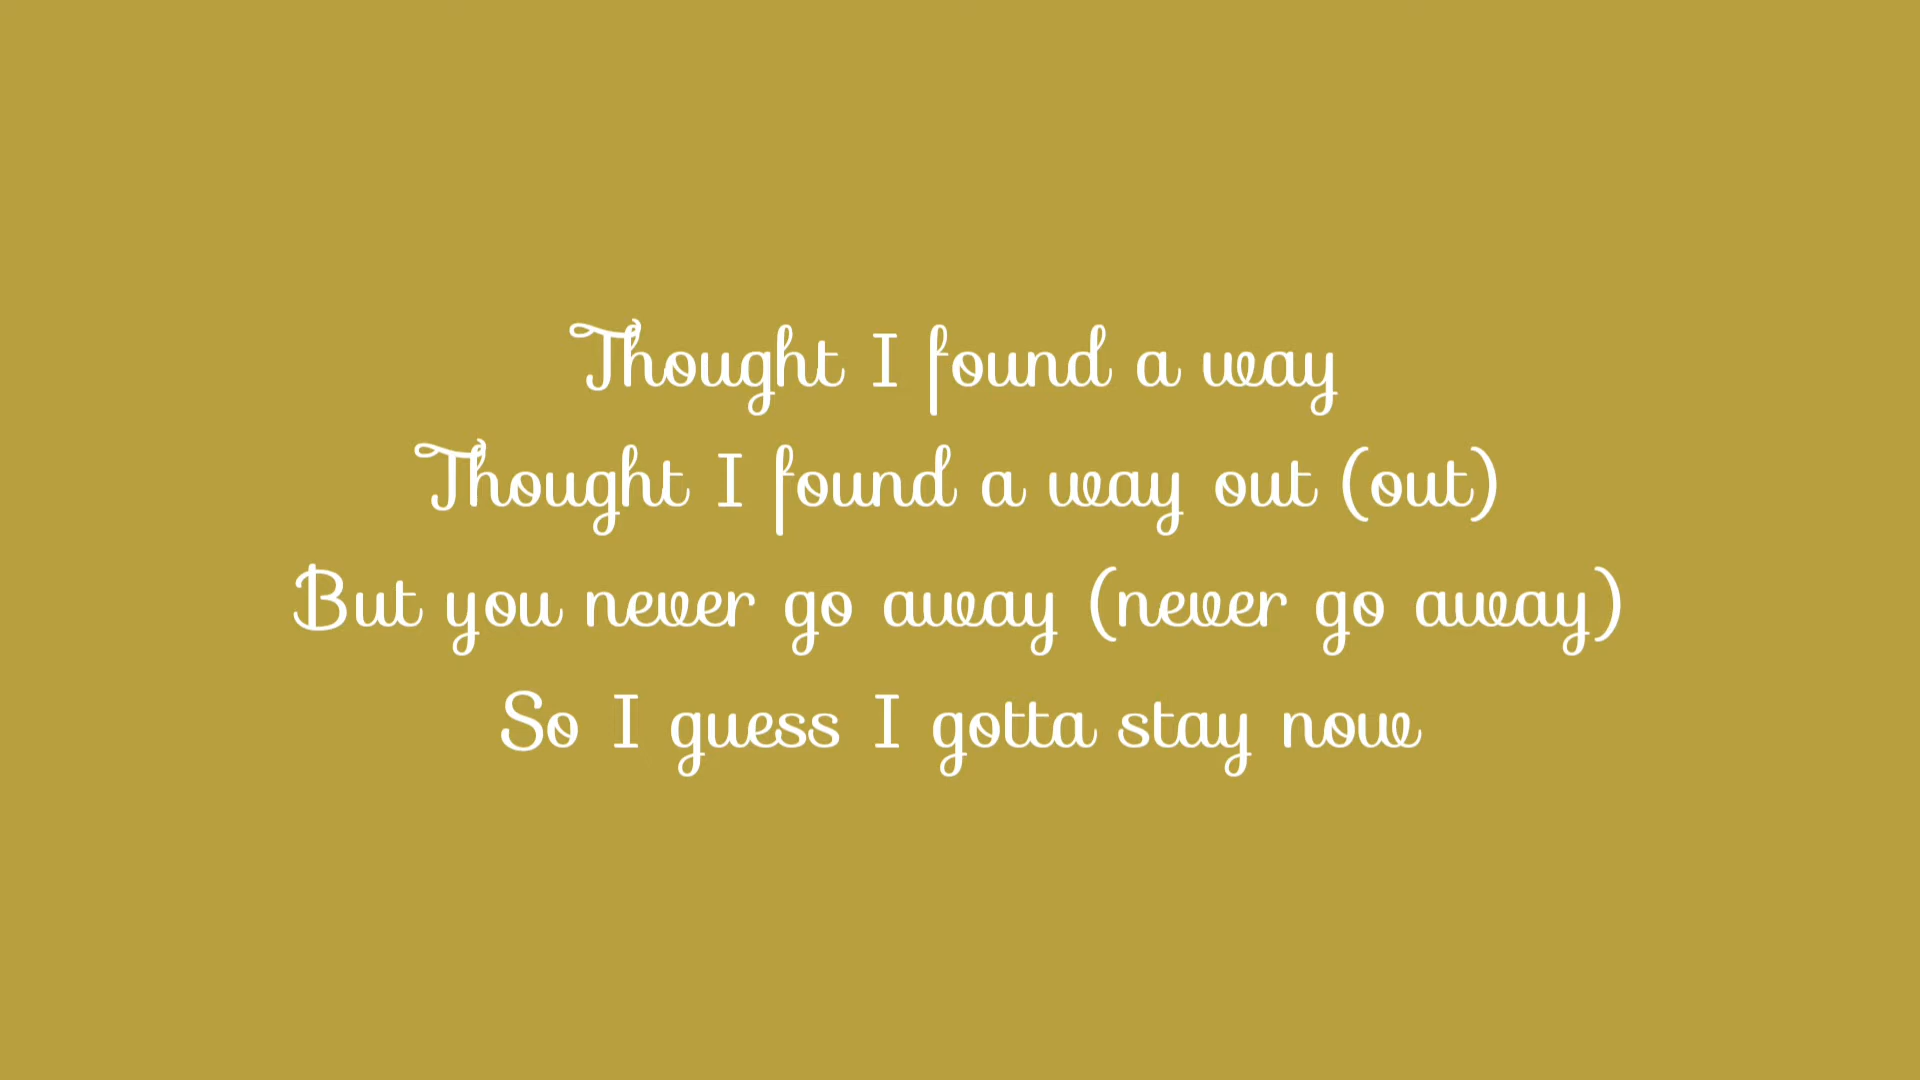 Thought I found a way
Thought I found a way out (out)
But you never go away (never go away)
So I guess I gotta stay now